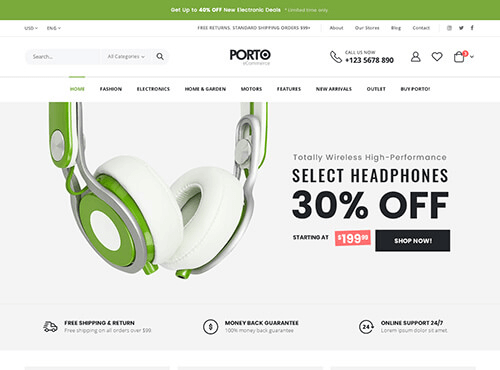 Get Up to 40% OFF New Electronic Deals * Limited time only
USD ENG FREE RETURNS. STANDARD SHIPPING ORDERS $99+ About Our Stores Blog Contact
Search... All Categories PORTO eCommerce CALL US NOW +123 5678 890
HOME FASHION ELECTRONICS HOME & GARDEN MOTORS FEATURES NEW ARRIVALS OUTLET BUY PORTO!
Totally Wireless High-Performance
SELECT HEADPHONES
30% OFF
STARTING AT $199.99 SHOP NOW!
FREE SHIPPING & RETURN MONEY BACK GUARANTEE ONLINE SUPPORT 24/7
Free shipping on all orders over $99. 100% money back guarantee Lorem ipsum dolor sit amet.